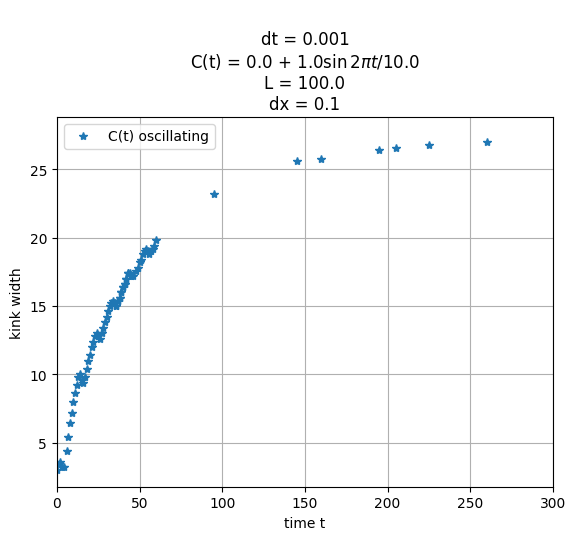 dt = 0.001
C(t) = 0.0 + 1.0sin 2πt/10.0
L = 100.0
dx = 0.1
C(t) oscillating
25
20
15
10
5
kink width
0 50 100 150 200 250 300
time t